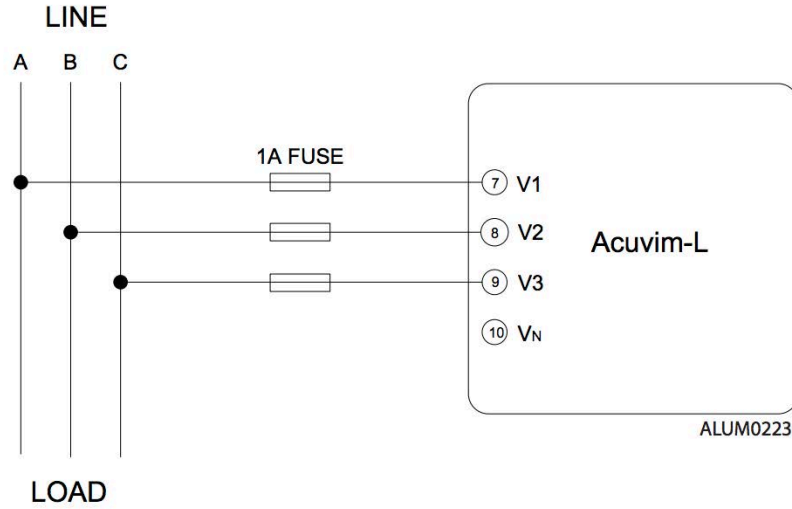 LINE
A B C
1A FUSE
7 V1
8 V2
Acuvim-L
9 V3
10 VN
ALUM0223
LOAD